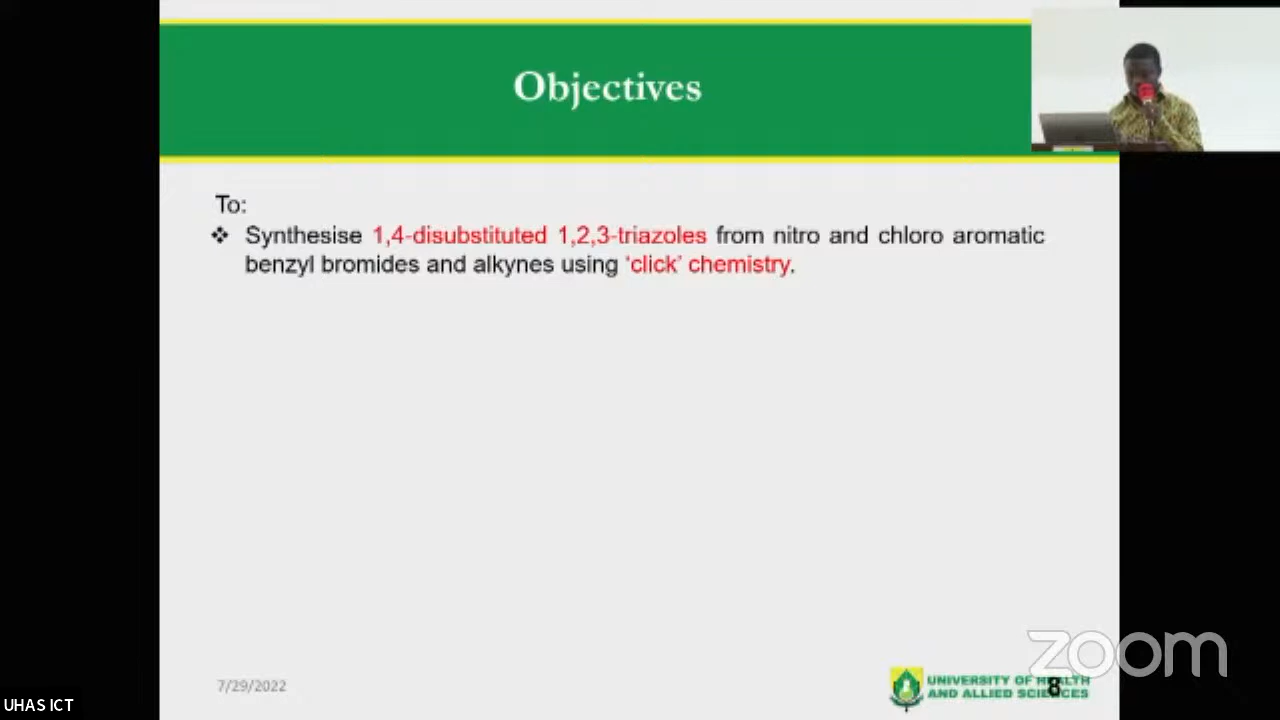 Objectives
To:
❖ Synthesise 1,4-disubstituted 1,2,3-triazoles from nitro and chloro aromatic
benzyl bromides and alkynes using ‘click’ chemistry.
zoom
7/29/2022
UNIVERSITY OF HEALTH
AND ALLIED SCIENCES
8
UHAS ICT